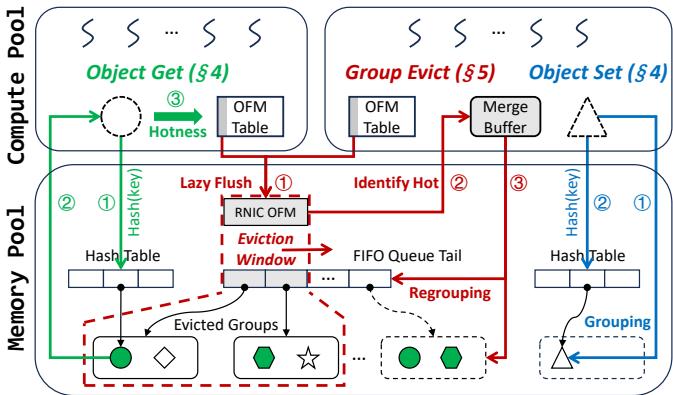 Compute Pool
...
...
Object Get (§4)
Group Evict (§5)
Object Set (§4)
③
Hotness
OFM
Table
OFM
Table
Merge
Buffer
Memory Pool
②
①
Hash(key)
Lazy Flush
①
Identify Hot
②
③
Hash(key)
②
①
RNIC OFM
Eviction
Window
Hash Table
FIFO Queue Tail
Hash Table
...
Regrouping
Evicted Groups
Grouping
...